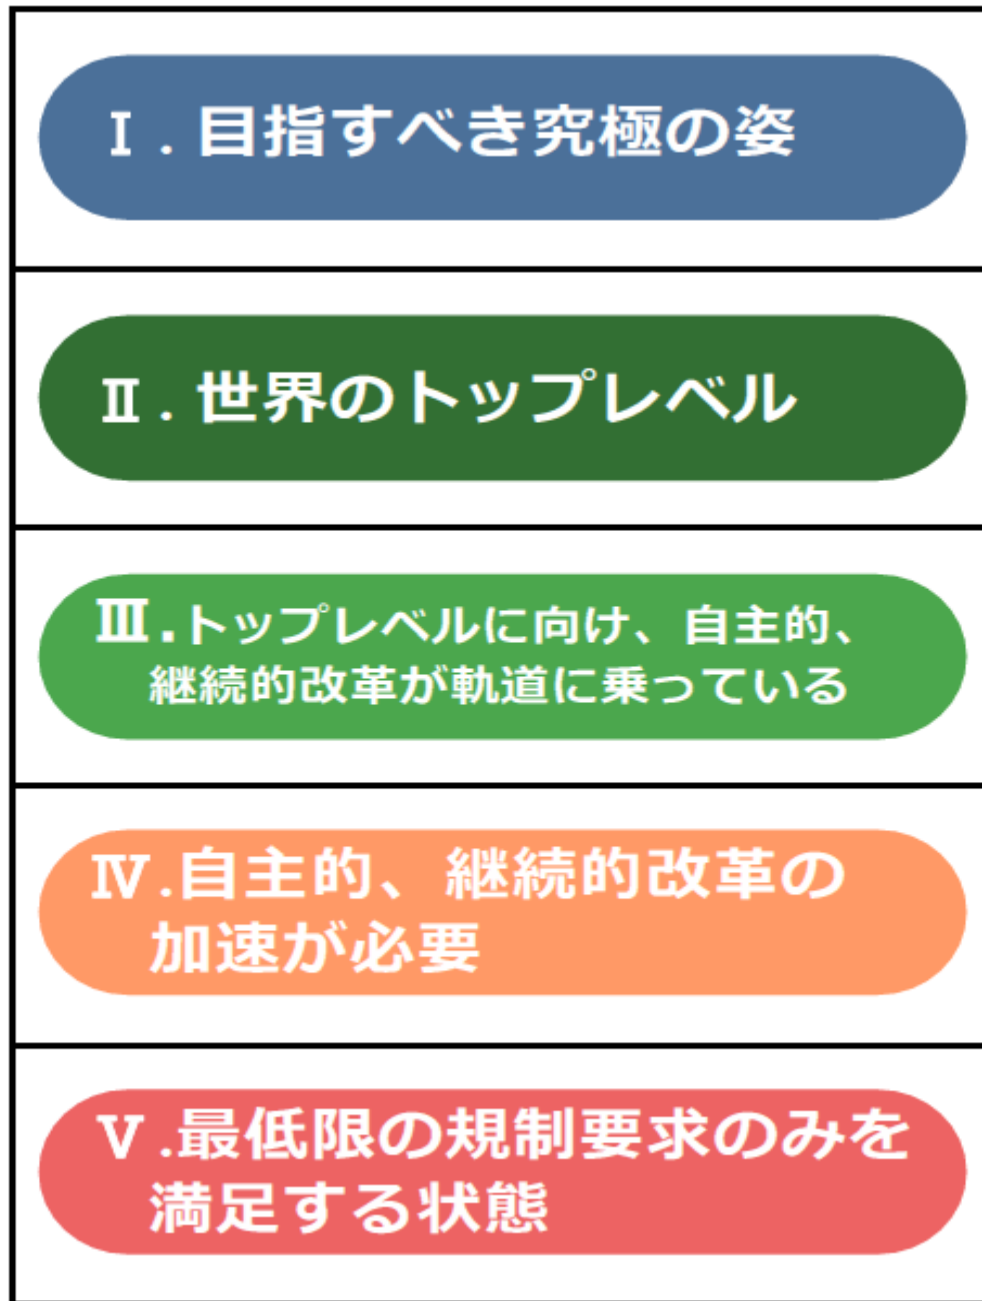 Ⅰ.目指すべき究極の姿
Ⅱ.世界のトップレベル
Ⅲ.トップレベルに向け、自主的、
継続的改革が軌道に乗っている
Ⅳ.自主的、継続的改革の
加速が必要
Ⅴ.最低限の規制要求のみを
満足する状態